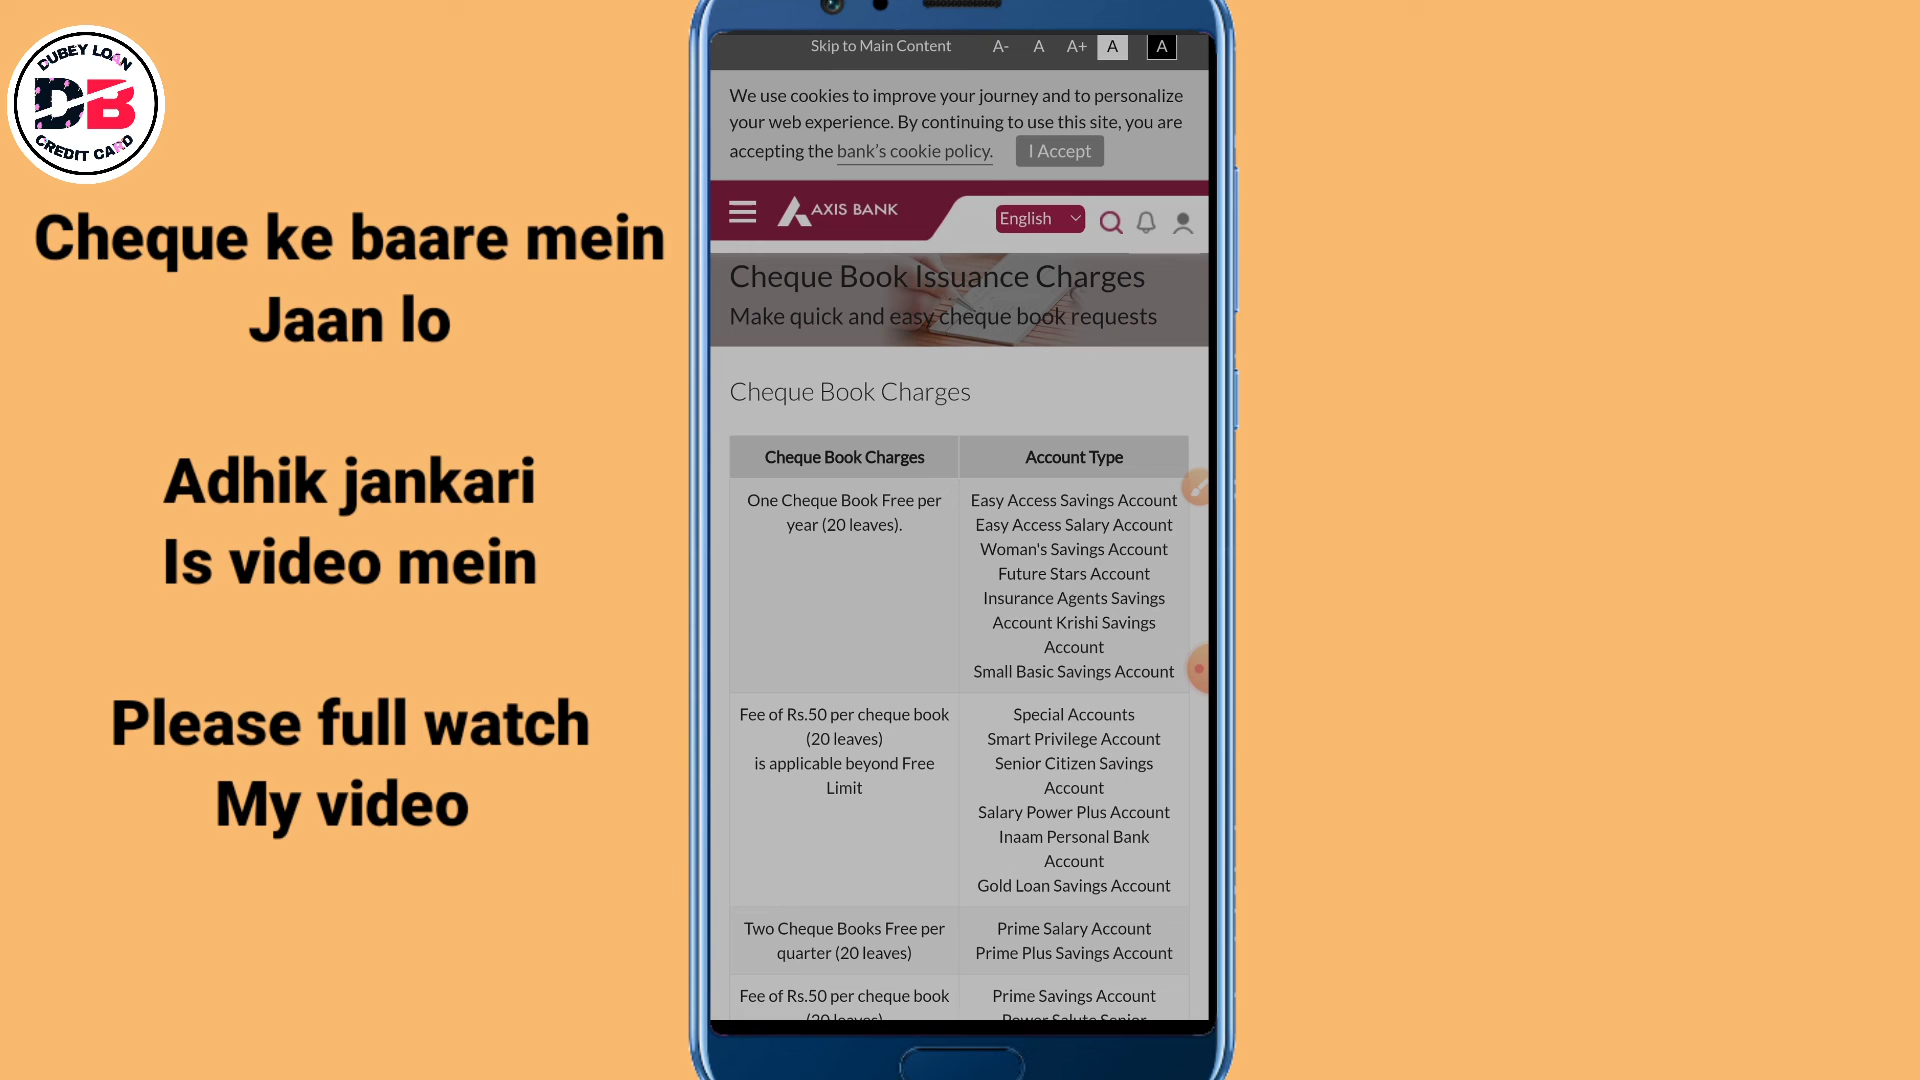 DUBEY LOAN
DB
CREDIT CARD
Cheque ke baare mein
Jaan lo
Adhik jankari
Is video mein
Please full watch
My video
Skip to Main Content A- A A+ A A
We use cookies to improve your journey and to personalize
your web experience. By continuing to use this site, you are
accepting the bank's cookie policy. I Accept
AXIS BANK English
Cheque Book Issuance Charges
Make quick and easy cheque book requests
Cheque Book Charges
Cheque Book Charges Account Type
One Cheque Book Free per Easy Access Savings Account
year (20 leaves). Easy Access Salary Account
Woman's Savings Account
Future Stars Account
Insurance Agents Savings
Account Krishi Savings
Account
Small Basic Savings Account
Fee of Rs.50 per cheque book Special Accounts
(20 leaves) Smart Privilege Account
is applicable beyond Free Senior Citizen Savings
Limit Account
Salary Power Plus Account
Inaam Personal Bank
Account
Gold Loan Savings Account
Two Cheque Books Free per Prime Salary Account
quarter (20 leaves) Prime Plus Savings Account
Fee of Rs.50 per cheque book Prime Savings Account
(20 leaves) Power Salute Senior